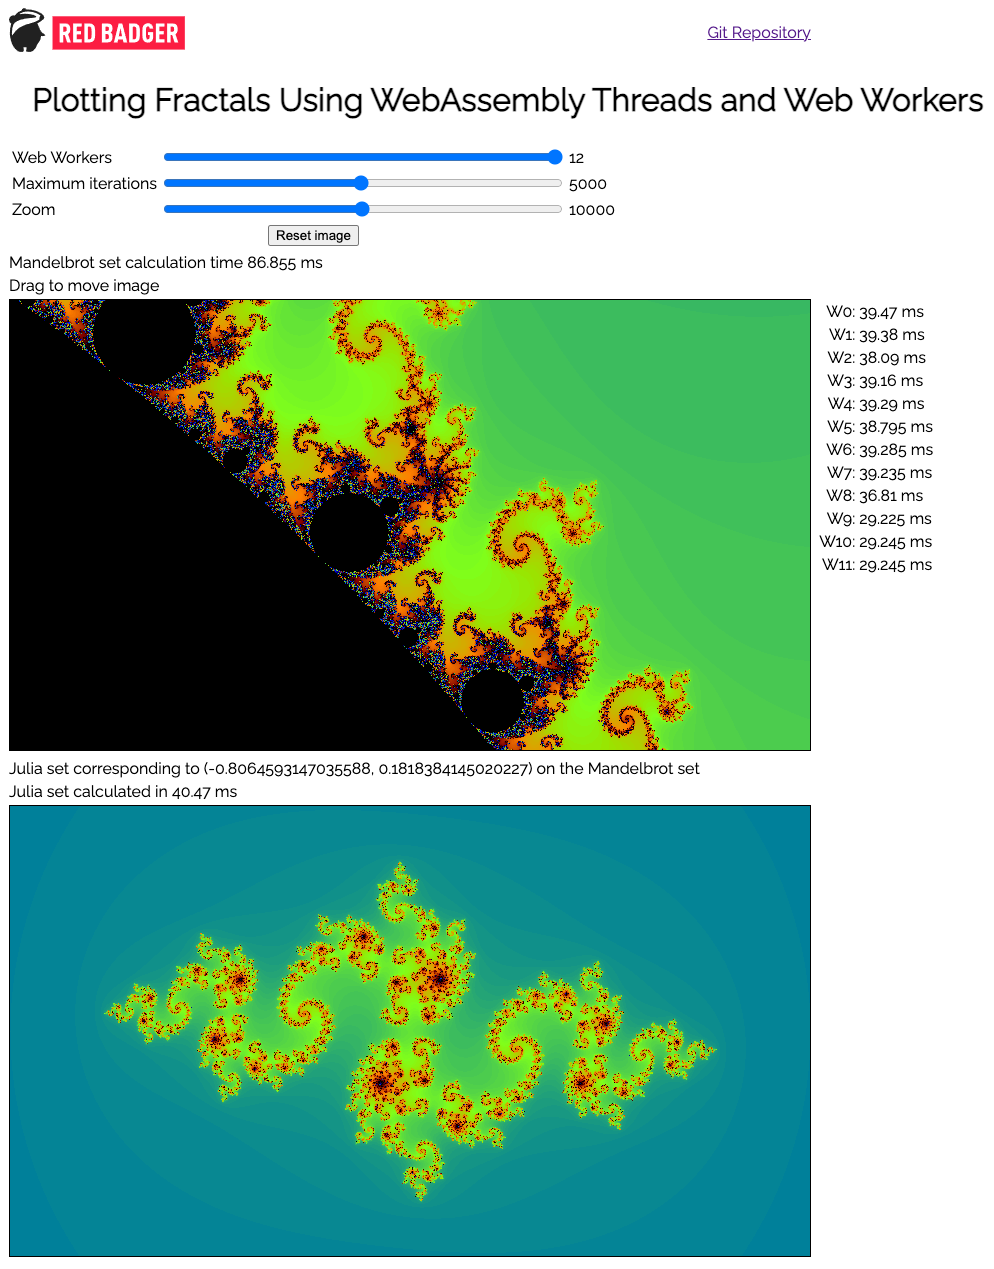 RED BADGER
Git Repository
Plotting Fractals Using WebAssembly Threads and Web Workers
Web Workers 12
Maximum iterations 5000
Zoom 10000
Reset image
Mandelbrot set calculation time 86.855 ms
Drag to move image
W0: 39.47 ms
W1: 39.38 ms
W2: 38.09 ms
W3: 39.16 ms
W4: 39.29 ms
W5: 38.795 ms
W6: 39.285 ms
W7: 39.235 ms
W8: 36.81 ms
W9: 29.225 ms
W10: 29.245 ms
W11: 29.245 ms
Julia set corresponding to (-0.8064593147035588, 0.1818384145020227) on the Mandelbrot set
Julia set calculated in 40.47 ms